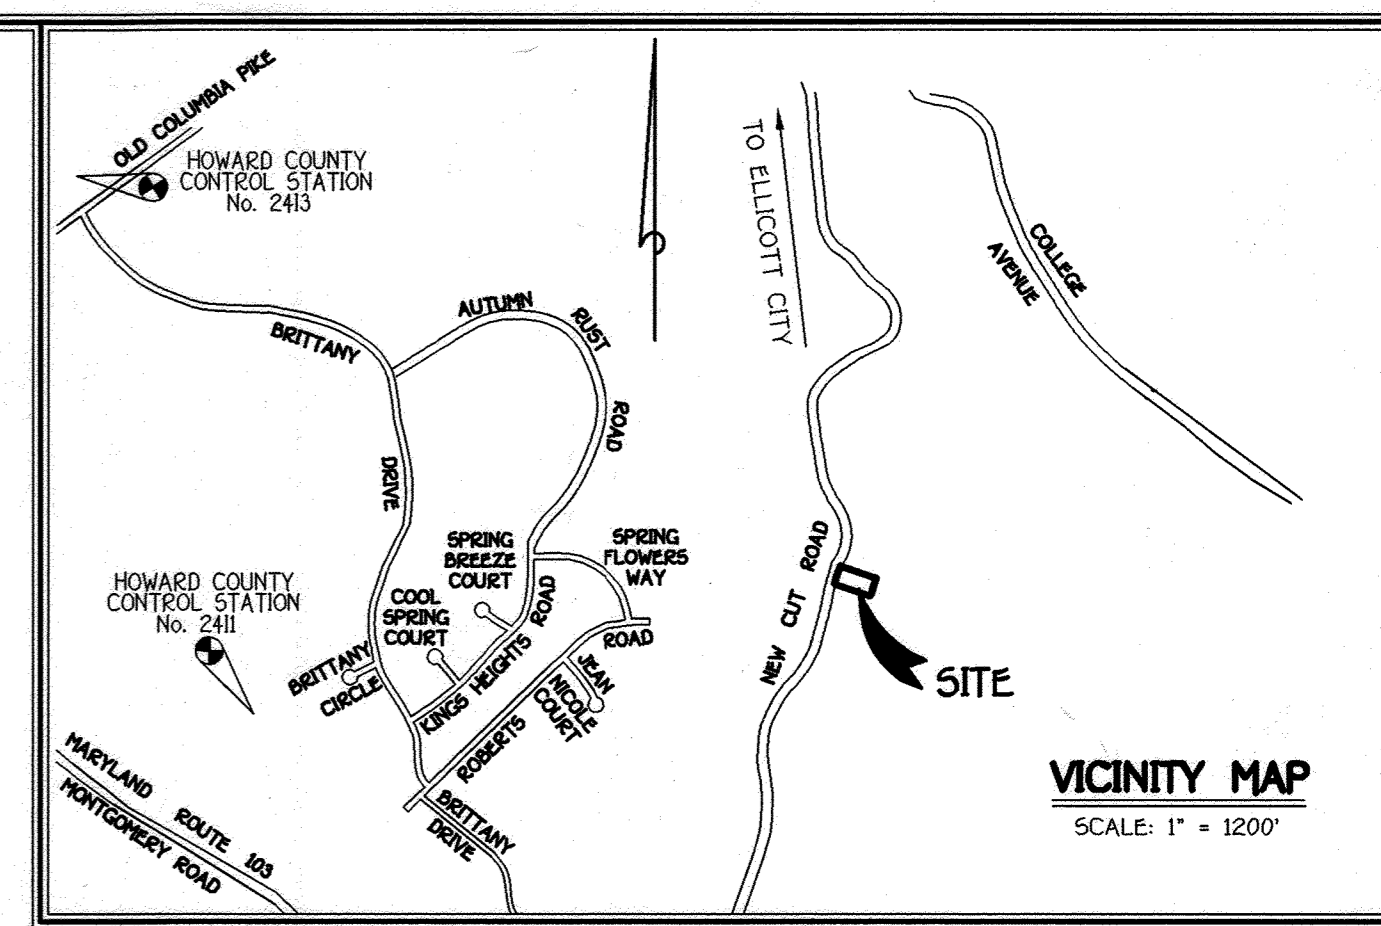 OLD COLUMBIA PIKE
HOWARD COUNTY
CONTROL STATION
No. 2413
TO ELLICOTT CITY
COLLEGE
AVENUE
AUTUMN
RUST
ROAD
BRITTANY
DRIVE
SPRING
BREEZE
COURT
SPRING
FLOWERS
WAY
HOWARD COUNTY
CONTROL STATION
No. 2411
COOL
SPRING
COURT
BRITTANY
CIRCLE
KINGS HEIGHTS ROAD
ROBERTS
ROAD
JEAN
NICOLE
COURT
NEW CUT ROAD
SITE
MARYLAND ROUTE 103
MONTGOMERY ROAD
BRITTANY
DRIVE
VICINITY MAP
SCALE: 1" = 1200'